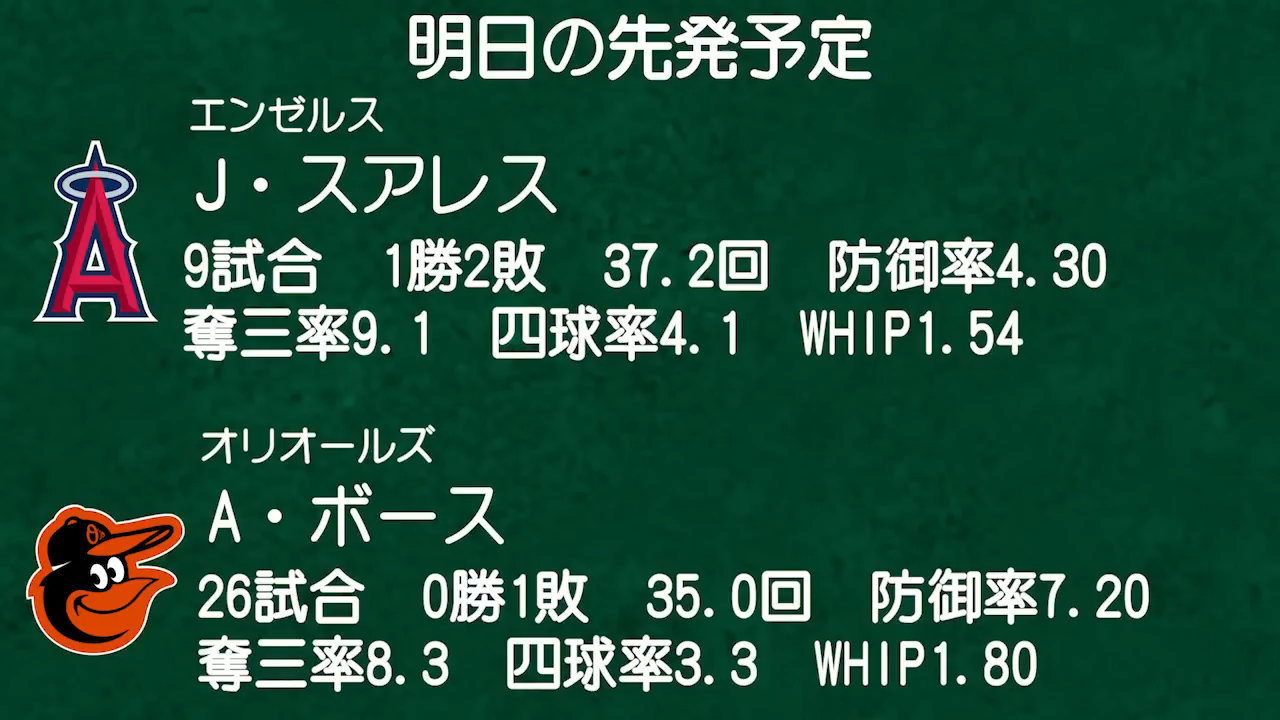 明日の先発予定
エンゼルス
J・スアレス
9試合　1勝2敗　37.2回　防御率4.30
奪三率9.1　四球率4.1　WHIP1.54
オリオールズ
A・ボース
26試合　0勝1敗　35.0回　防御率7.20
奪三率8.3　四球率3.3　WHIP1.80